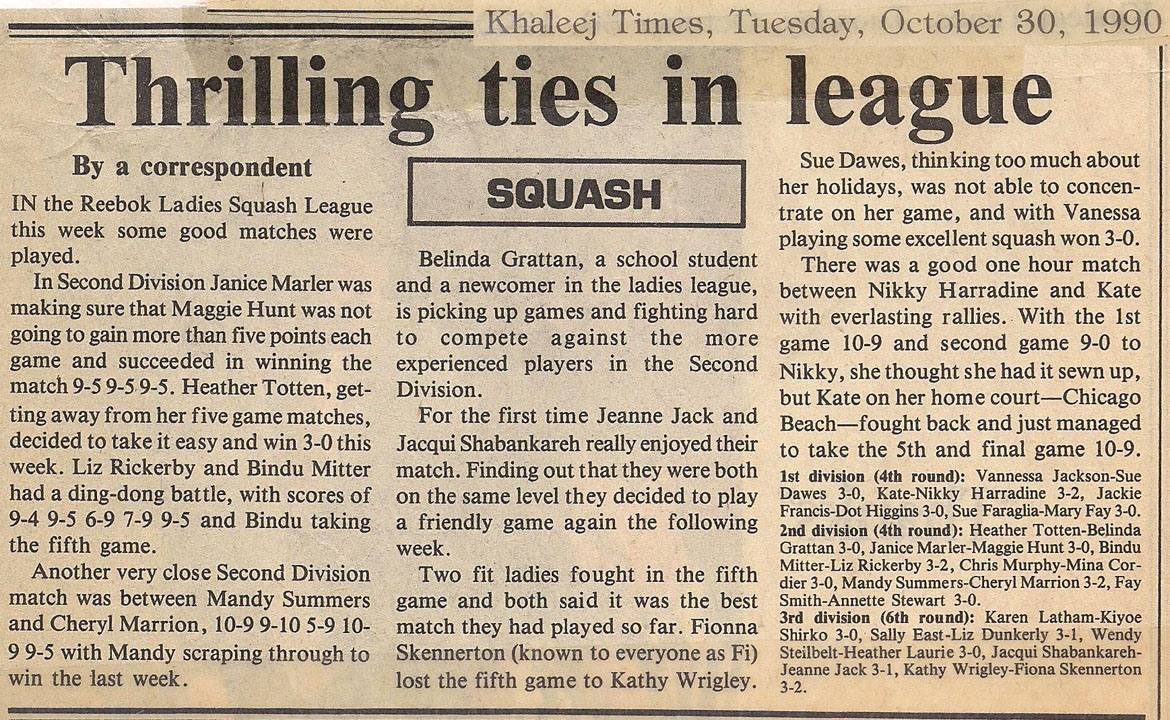 Khaleej Times, Tuesday, October 30, 1990
Thrilling ties in league
By a correspondent
IN the Reebok Ladies Squash League
this week some good matches were
played.
In Second Division Janice Marler was
making sure that Maggie Hunt was not
going to gain more than five points each
game and succeeded in winning the
match 9-5 9-5 9-5. Heather Totten, get-
ting away from her five game matches,
decided to take it easy and win 3-0 this
week. Liz Rickerby and Bindu Mitter
had a ding-dong battle, with scores of
9-4 9-5 6-9 7-9 9-5 and Bindu taking
the fifth game.
Another very close Second Division
match was between Mandy Summers
and Cheryl Marrion, 10-9 9-10 5-9 10-
9 9-5 with Mandy scraping through to
win the last week.
SQUASH
Belinda Grattan, a school student
and a newcomer in the ladies league,
is picking up games and fighting hard
to compete against the more
experienced players in the Second
Division.
For the first time Jeanne Jack and
Jacqui Shabankareh really enjoyed their
match. Finding out that they were both
on the same level they decided to play
a friendly game again the following
week.
Two fit ladies fought in the fifth
game and both said it was the best
match they had played so far. Fionna
Skennerton (known to everyone as Fi)
lost the fifth game to Kathy Wrigley.
Sue Dawes, thinking too much about
her holidays, was not able to concen-
trate on her game, and with Vanessa
playing some excellent squash won 3-0.
There was a good one hour match
between Nikky Harradine and Kate
with everlasting rallies. With the 1st
game 10-9 and second game 9-0 to
Nikky, she thought she had it sewn up,
but Kate on her home court—Chicago
Beach—fought back and just managed
to take the 5th and final game 10-9.
1st division (4th round): Vannessa Jackson-Sue
Dawes 3-0, Kate-Nikky Harradine 3-2, Jackie
Francis-Dot Higgins 3-0, Sue Faraglia-Mary Fay 3-0.
2nd division (4th round): Heather Totten-Belinda
Grattan 3-0, Janice Marler-Maggie Hunt 3-0, Bindu
Mitter-Liz Rickerby 3-2, Chris Murphy-Mina Cor-
dier 3-0, Mandy Summers-Cheryl Marrion 3-2, Fay
Smith-Annette Stewart 3-0.
3rd division (6th round): Karen Latham-Kiyoe
Shirko 3-0, Sally East-Liz Dunkerly 3-1, Wendy
Steilbelt-Heather Laurie 3-0, Jacqui Shabankareh-
Jeanne Jack 3-1, Kathy Wrigley-Fiona Skennerton
3-2.